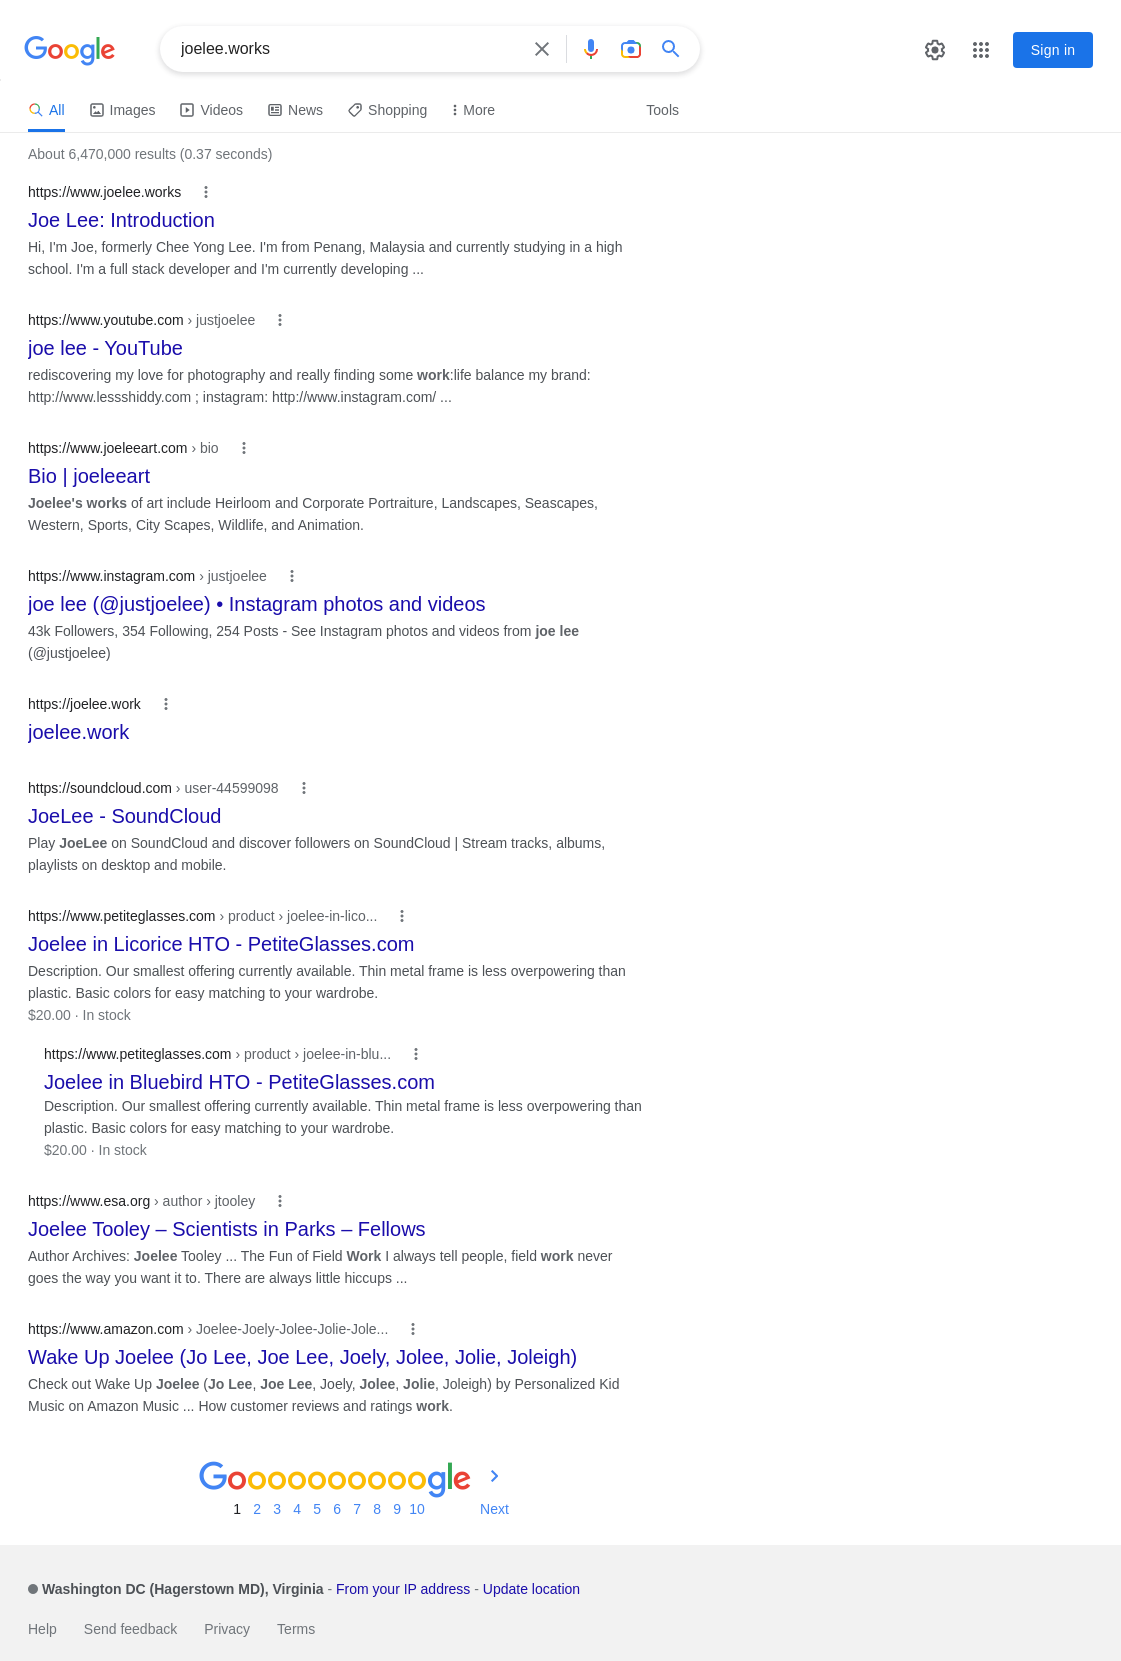 Google
joelee.works
Sign in
All
Images
Videos
News
Shopping
More
Tools
About 6,470,000 results (0.37 seconds)
https://www.joelee.works
Joe Lee: Introduction
Hi, I'm Joe, formerly Chee Yong Lee. I'm from Penang, Malaysia and currently studying in a high
school. I'm a full stack developer and I'm currently developing ...
https://www.youtube.com › justjoelee
joe lee - YouTube
rediscovering my love for photography and really finding some work:life balance my brand:
http://www.lessshiddy.com ; instagram: http://www.instagram.com/ ...
https://www.joeleeart.com › bio
Bio | joeleeart
Joelee's works of art include Heirloom and Corporate Portraiture, Landscapes, Seascapes,
Western, Sports, City Scapes, Wildlife, and Animation.
https://www.instagram.com › justjoelee
joe lee (@justjoelee) • Instagram photos and videos
43k Followers, 354 Following, 254 Posts - See Instagram photos and videos from joe lee
(@justjoelee)
https://joelee.work
joelee.work
https://soundcloud.com › user-44599098
JoeLee - SoundCloud
Play JoeLee on SoundCloud and discover followers on SoundCloud | Stream tracks, albums,
playlists on desktop and mobile.
https://www.petiteglasses.com › product › joelee-in-lico...
Joelee in Licorice HTO - PetiteGlasses.com
Description. Our smallest offering currently available. Thin metal frame is less overpowering than
plastic. Basic colors for easy matching to your wardrobe.
$20.00 · In stock
https://www.petiteglasses.com › product › joelee-in-blu...
Joelee in Bluebird HTO - PetiteGlasses.com
Description. Our smallest offering currently available. Thin metal frame is less overpowering than
plastic. Basic colors for easy matching to your wardrobe.
$20.00 · In stock
https://www.esa.org › author › jtooley
Joelee Tooley – Scientists in Parks – Fellows
Author Archives: Joelee Tooley ... The Fun of Field Work I always tell people, field work never
goes the way you want it to. There are always little hiccups ...
https://www.amazon.com › Joelee-Joely-Jolee-Jolie-Jole...
Wake Up Joelee (Jo Lee, Joe Lee, Joely, Jolee, Jolie, Joleigh)
Check out Wake Up Joelee (Jo Lee, Joe Lee, Joely, Jolee, Jolie, Joleigh) by Personalized Kid
Music on Amazon Music ... How customer reviews and ratings work.
Goooooooooogle
1 2 3 4 5 6 7 8 9 10 Next
Washington DC (Hagerstown MD), Virginia - From your IP address - Update location
Help Send feedback Privacy Terms